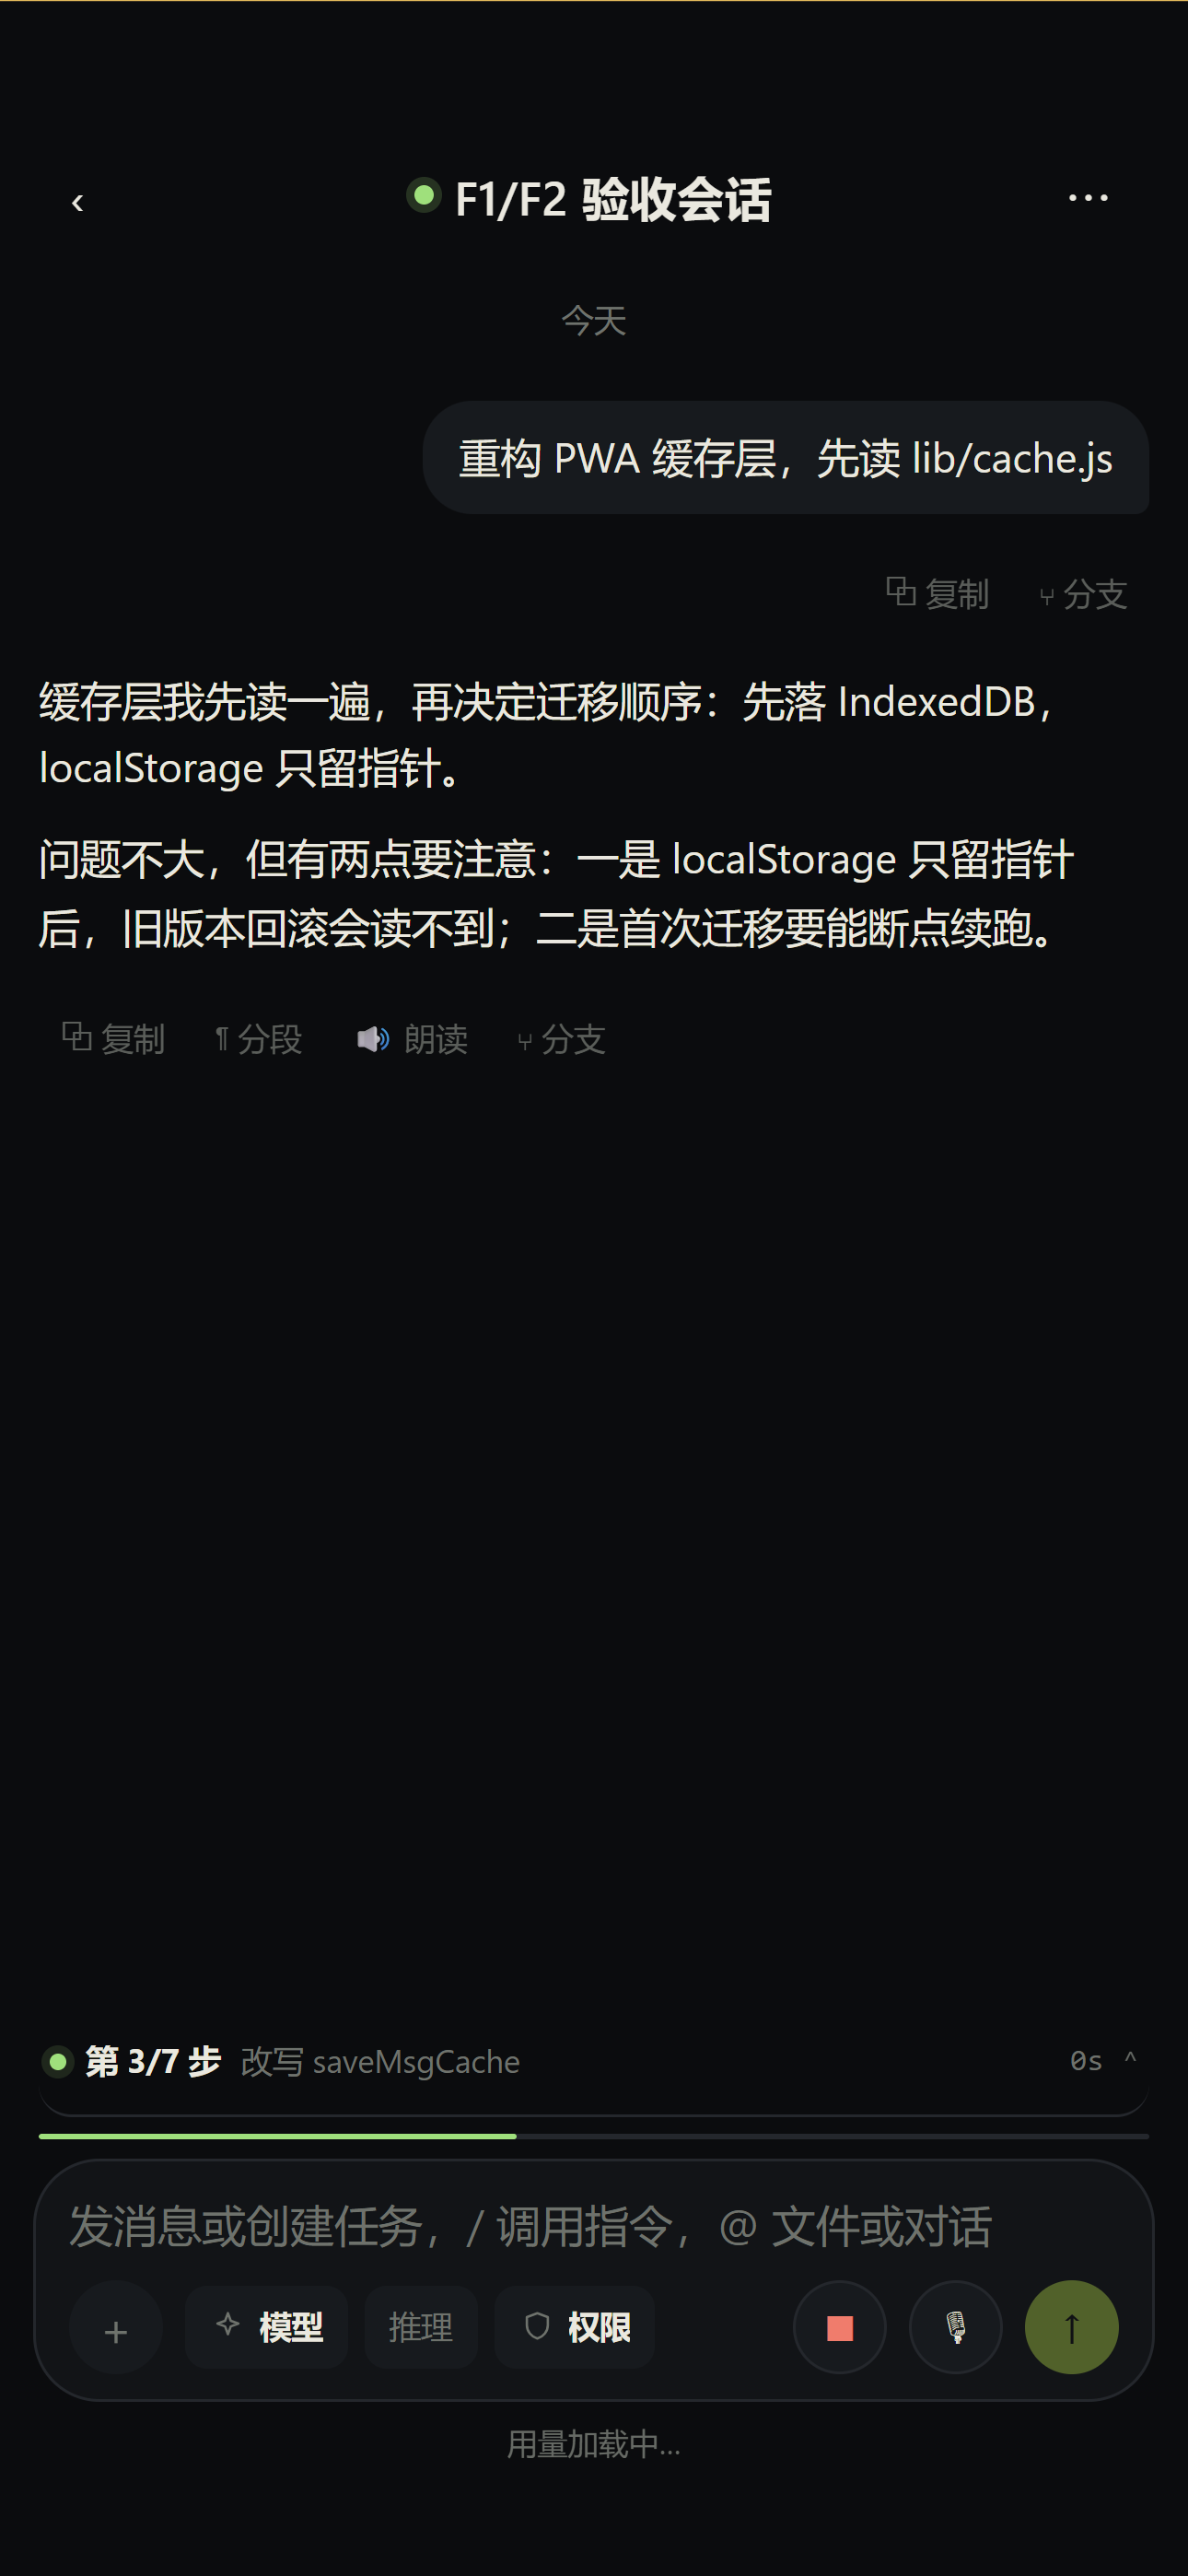 ‹ F1/F2 验收会话 ···
今天
重构 PWA 缓存层，先读 lib/cache.js
复制 ⑂ 分支
缓存层我先读一遍，再决定迁移顺序：先落 IndexedDB，
localStorage 只留指针。
问题不大，但有两点要注意：一是 localStorage 只留指针
后，旧版本回滚会读不到；二是首次迁移要能断点续跑。
复制 ¶ 分段 🔊 朗读 ⑂ 分支
第 3/7 步 改写 saveMsgCache 0s ^
发消息或创建任务，/ 调用指令，@ 文件或对话
+ 模型 推理 权限 ↑
用量加载中...